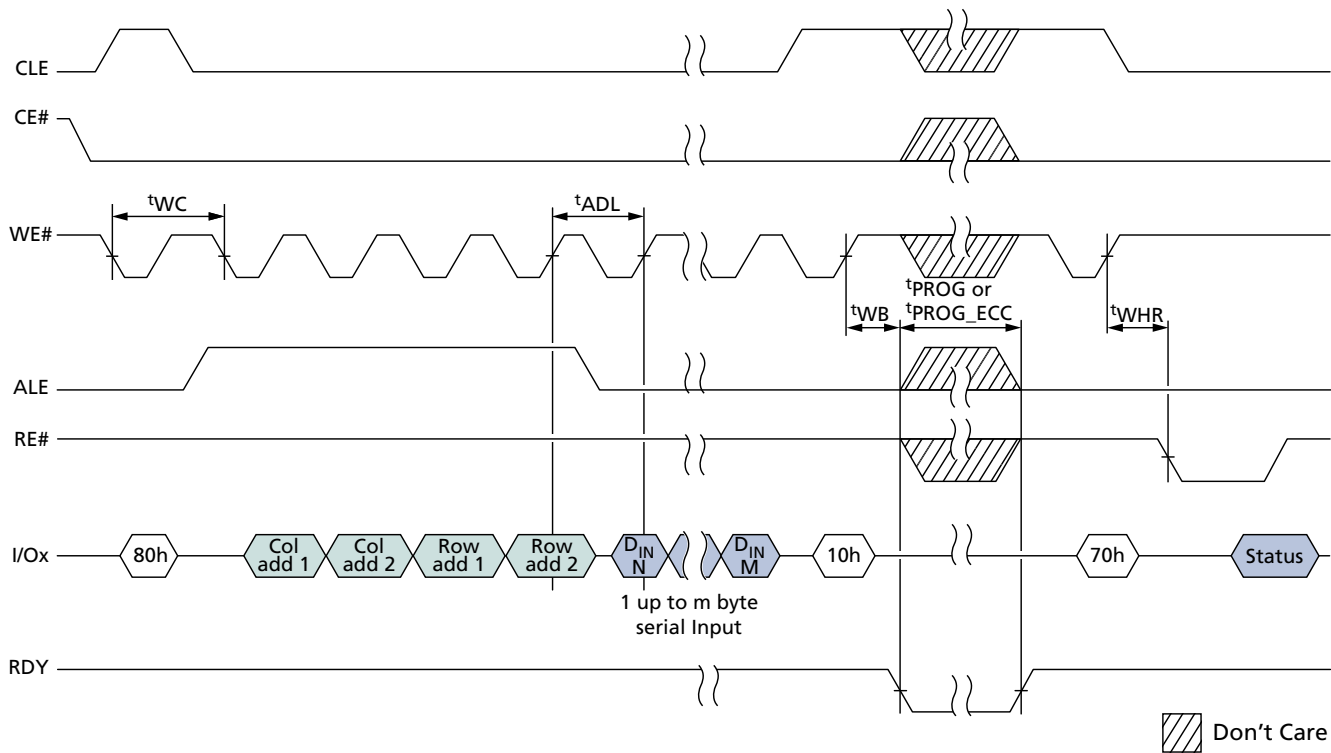 CLE
CE#
tWC
tADL
WE#
tPROG or
tWB
tPROG_ECC
tWHR
ALE
RE#
I/Ox
80h
Col
add 1
Col
add 2
Row
add 1
Row
add 2
DIN
N
DIN
M
10h
70h
Status
1 up to m byte
serial Input
RDY
Don't Care